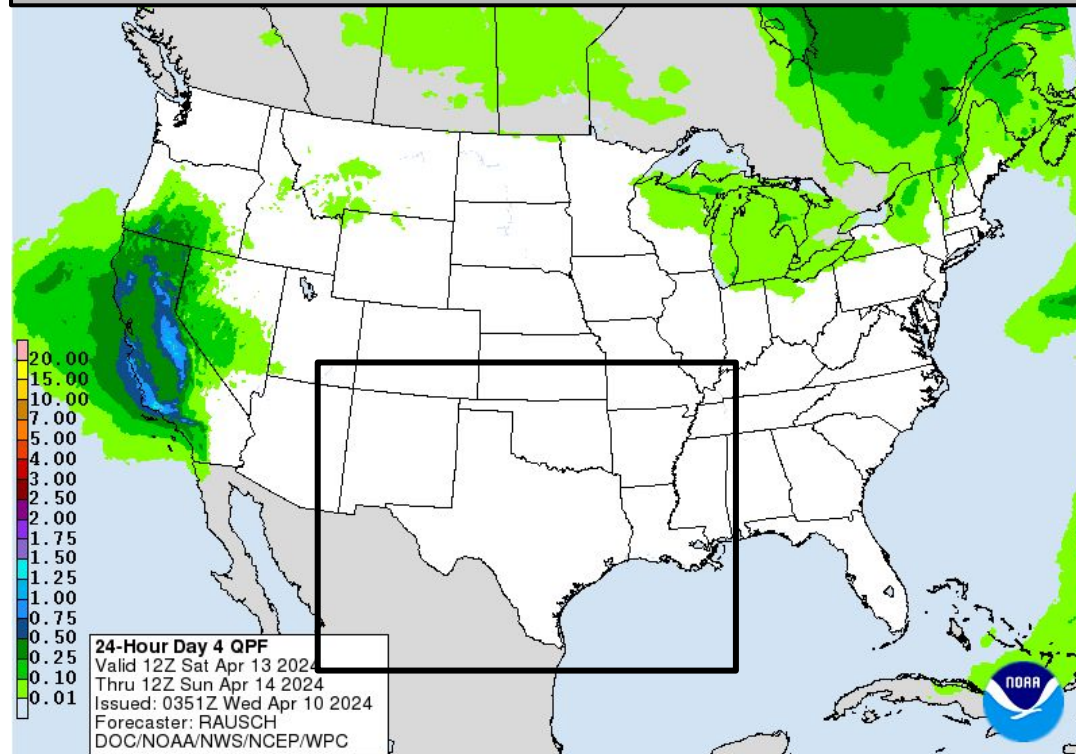 20.00
15.00
10.00
7.00
5.00
4.00
3.00
2.50
2.00
1.75
1.50
1.25
1.00
0.75
0.50
0.25
0.10
0.01
24-Hour Day 4 QPF
Valid 12Z Sat Apr 13 2024
Thru 12Z Sun Apr 14 2024
Issued: 0351Z Wed Apr 10 2024
Forecaster: RAUSCH
DOC/NOAA/NWS/NCEP/WPC
NOAA